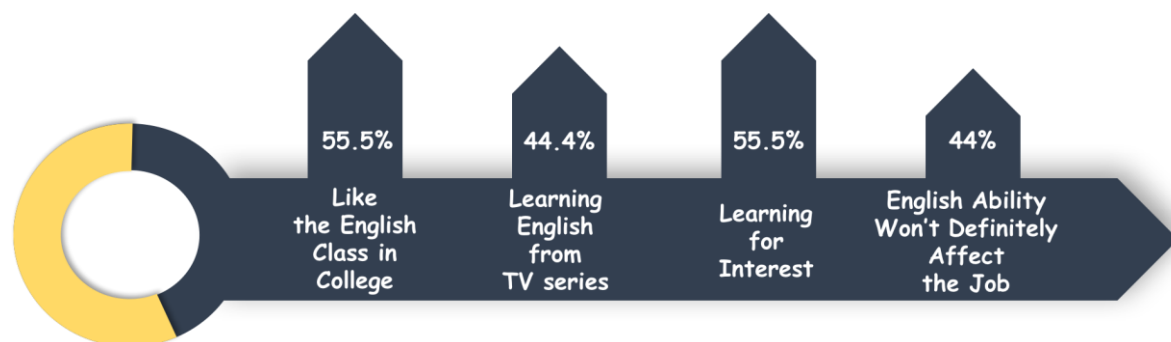 55.5%
Like
the English
Class in
College
44.4%
Learning
English
from
TV series
55.5%
Learning
for
Interest
44%
English Ability
Won't Definitely
Affect
the Job